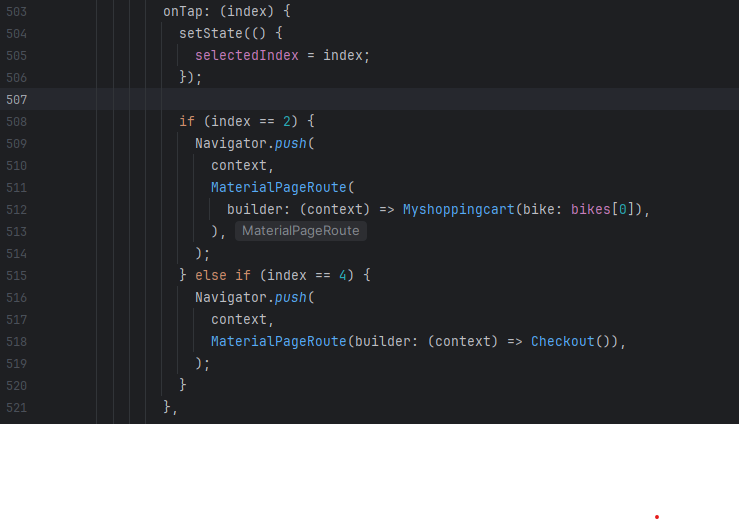 503 onTap: (index) {
504 setState(() {
505 selectedIndex = index;
506 });
507
508 if (index == 2) {
509 Navigator.push(
510 context,
511 MaterialPageRoute(
512 builder: (context) => Myshoppingcart(bike: bikes[0]),
513 ), MaterialPageRoute
514 );
515 } else if (index == 4) {
516 Navigator.push(
517 context,
518 MaterialPageRoute(builder: (context) => Checkout()),
519 );
520 }
521 },